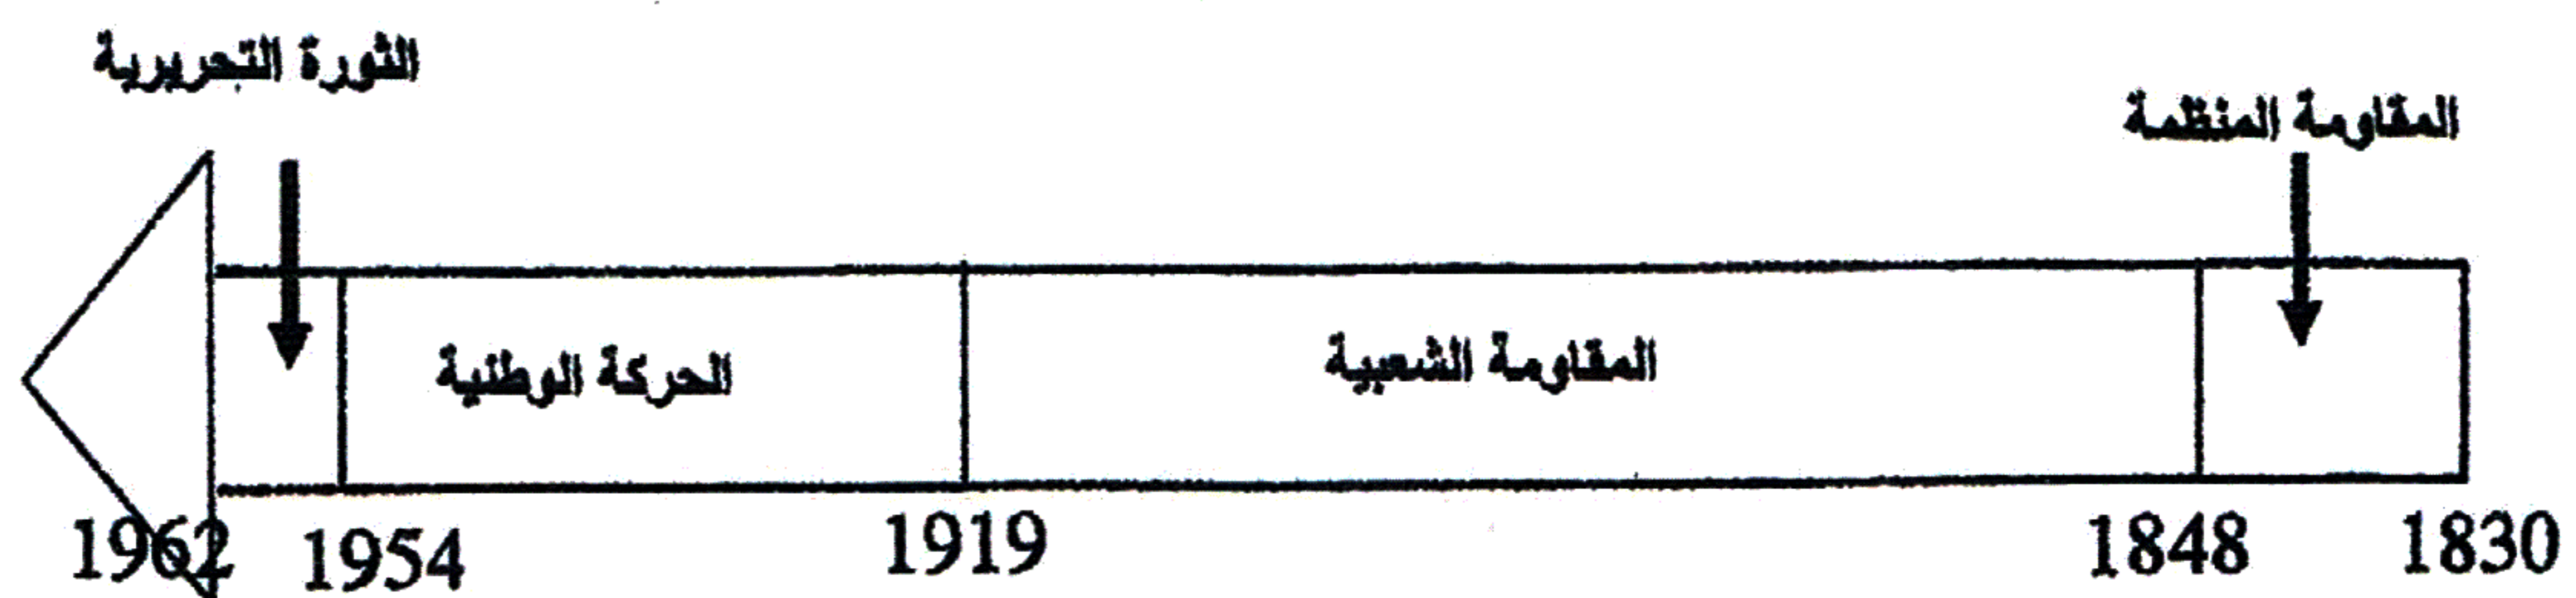 الثورة التحريرية
المقاومة المنظمة
المقاومة الشعبية
الحركة الوطنية
1830
1848
1919
1954
1962